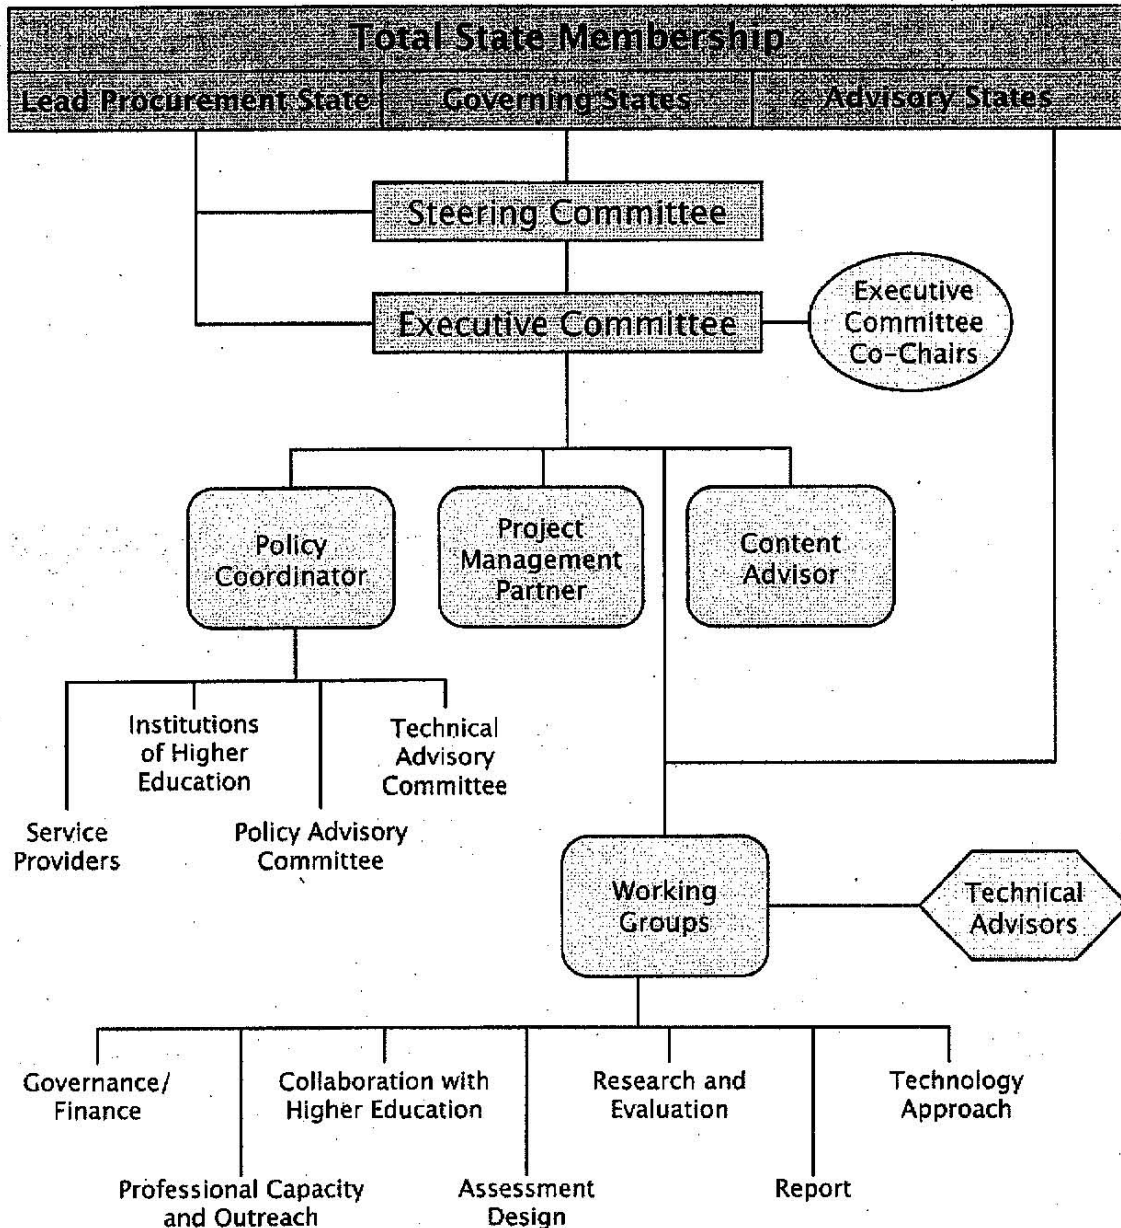 Total State Membership
Lead Procurement State
Governing States
Advisory States
Steering Committee
Executive Committee
Executive
Committee
Co-Chairs
Policy
Coordinator
Project
Management
Partner
Content
Advisor
Institutions
of Higher
Education
Technical
Advisory
Committee
Service
Providers
Policy Advisory
Committee
Working
Groups
Technical
Advisors
Governance/
Finance
Collaboration with
Higher Education
Research and
Evaluation
Technology
Approach
Professional Capacity
and Outreach
Assessment
Design
Report